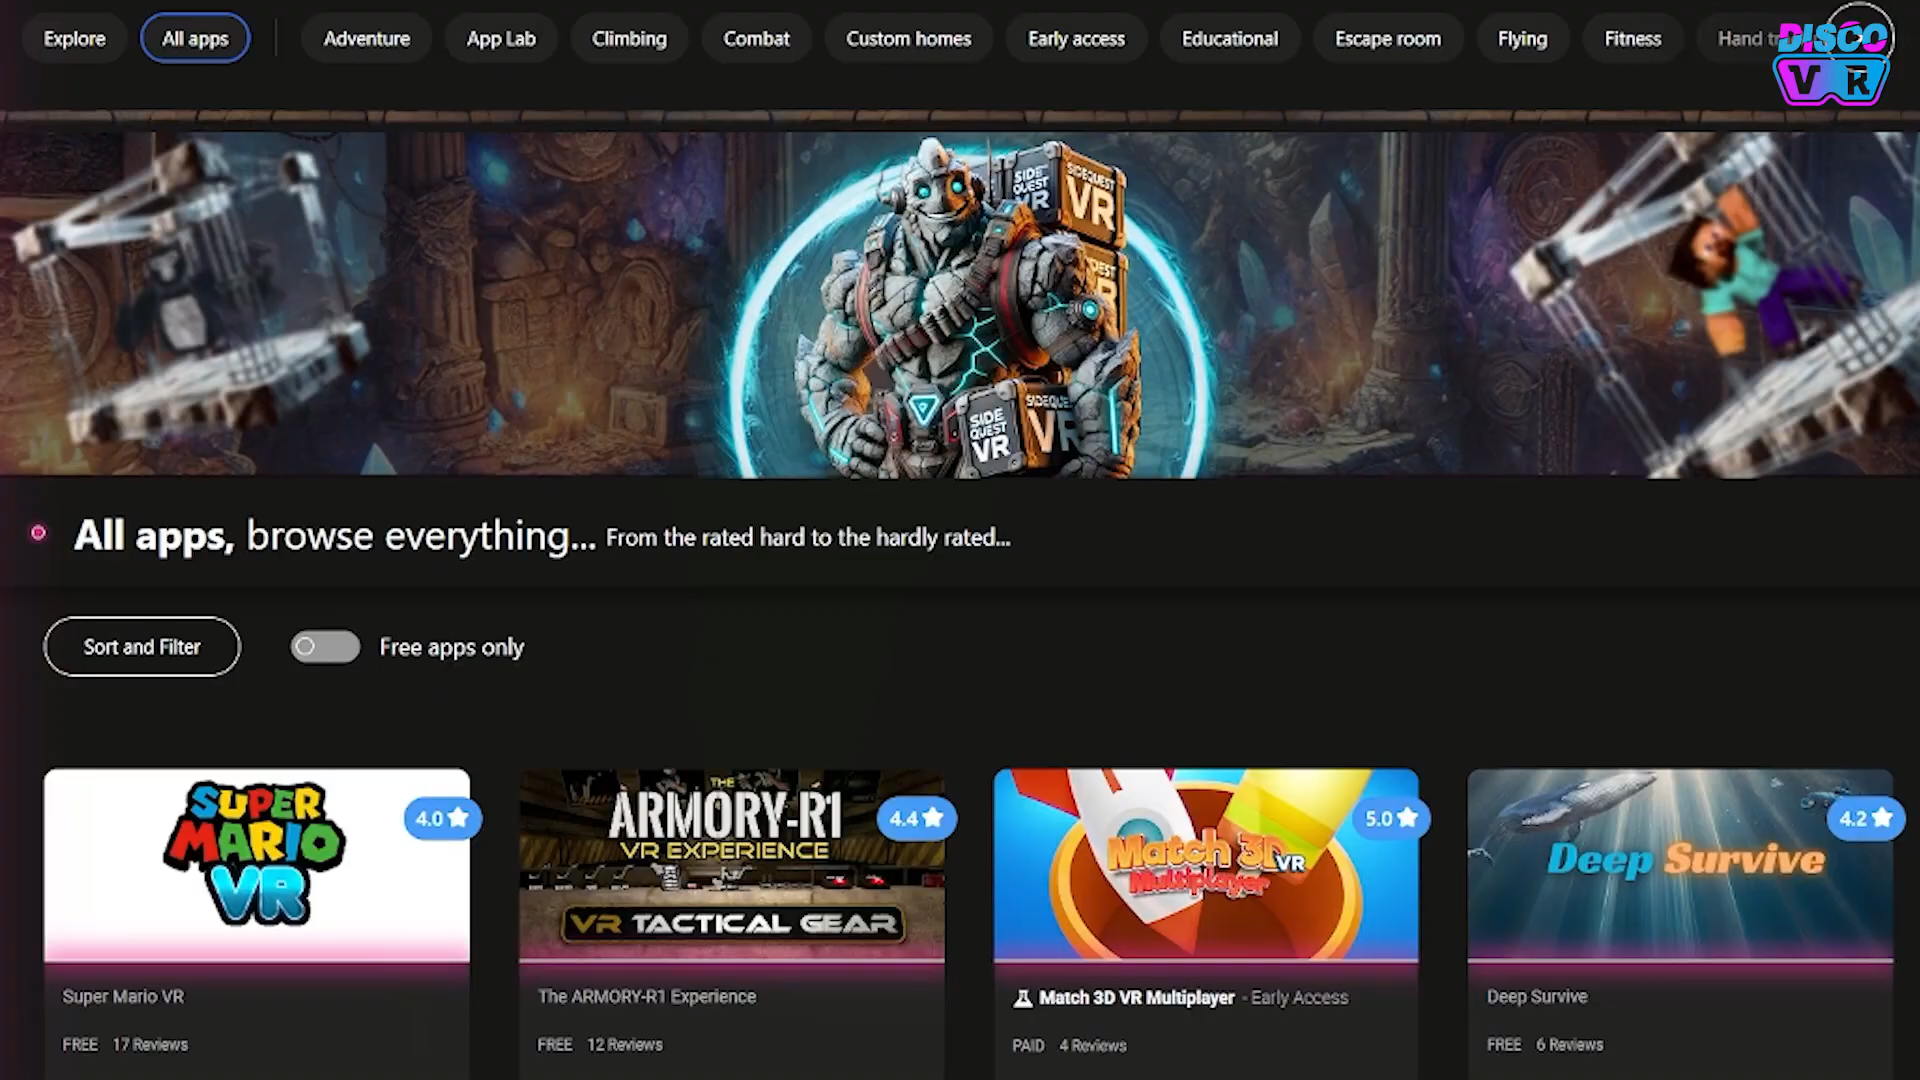 Explore
All apps
Adventure
App Lab
Climbing
Combat
Custom homes
Early access
Educational
Escape room
Flying
Fitness
Hand
DISCO
VR
SIDE
QUEST
VR
SIDEQUEST
VR
SIDE
QUEST
VR
All apps, browse everything... From the rated hard to the hardly rated...
Sort and Filter
Free apps only
SUPER
MARIO
VR
4.0
THE
ARMORY-R1
VR EXPERIENCE
VR TACTICAL GEAR
4.4
Match 3D VR
Multiplayer
5.0
Deep Survive
4.2
Super Mario VR
The ARMORY-R1 Experience
Match 3D VR Multiplayer - Early Access
Deep Survive
FREE 17 Reviews
FREE 12 Reviews
PAID 4 Reviews
FREE 6 Reviews